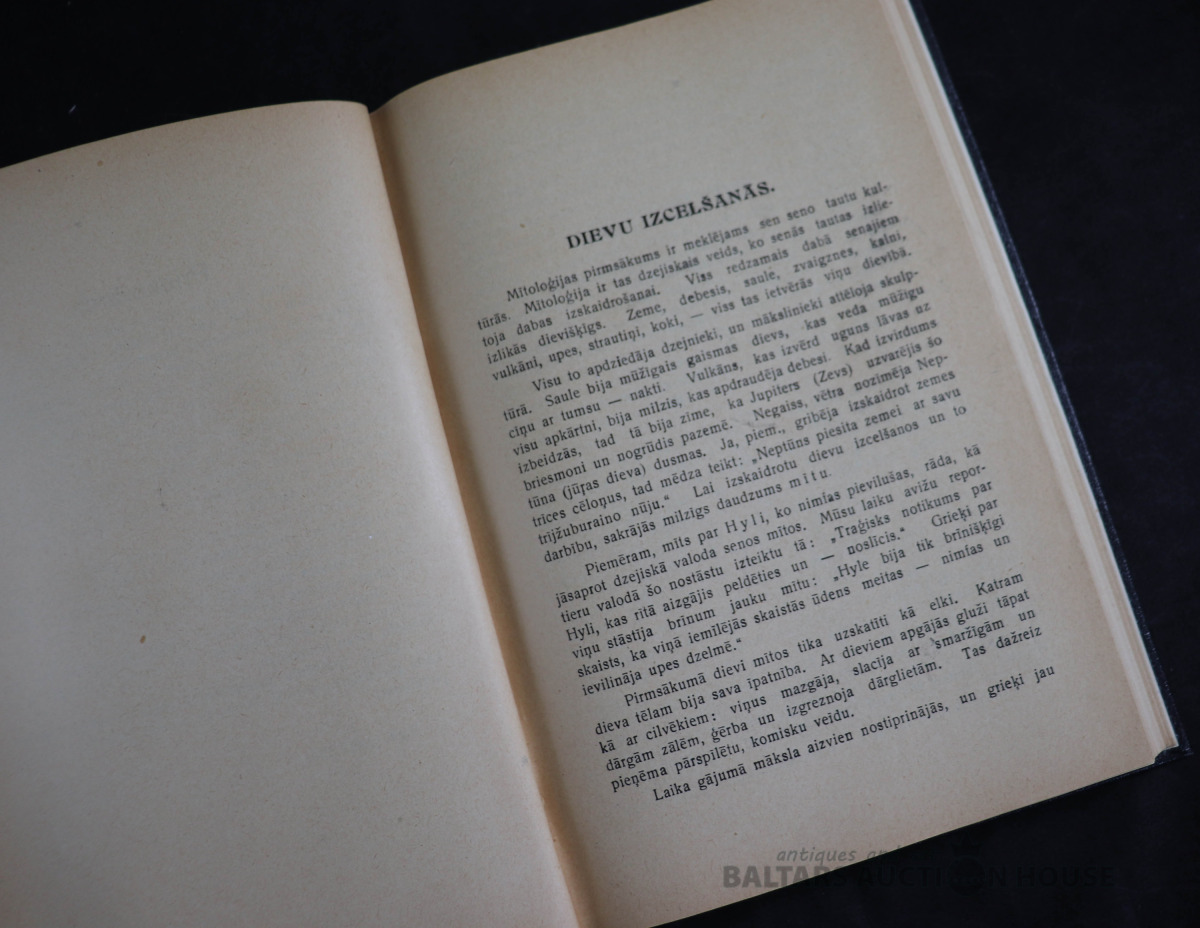 DIEVU IZCELŠANĀS.
Mītoloģijas pirmsākums ir meklējams sen seno tautu kul-
tūrās. Mītoloģija ir tas dzejiskais veids, ko senās tautas izlie-
toja dabas izskaidrošanai. Viss redzamais dabā senajiem
izlikās dievišķīgs. Zeme, debesis, saule, zvaigznes, kalni,
vulkāni, upes, strautiņi, koki, — viss tas ietvērās viņu dievībā.
Visu to apdziedāja dzejnieki, un mākslinieki attēloja skulp-
tūrā. Saule bija mūžīgais gaismas dievs, kas veda mūžīgu
cīņu ar tumsu — nakti. Vulkāns, kas izvērd uguns lāvas uz
visu apkārtni, bija milzis, kas apdraudēja debesi. Kad izvirdums
izbeidzās, tad tā bija zīme, ka Jupiters (Zevs) uzvarējis šo
briesmoni un nogrūdis pazemē. Negaiss, vētra nozīmēja Nep-
tūna (jūras dieva) dusmas. Ja, piem., gribēja izskaidrot zemes
trīces cēloņus, tad mēdza teikt: „Neptūns piesita zemei ar savu
trijžuburaino nūju.“ Lai izskaidrotu dievu izcelšanos un to
darbību, sakrājās milzīgs daudzums mītu.
Piemēram, mīts par Hyli, ko nimfas pievilušas, rāda, kā
jāsaprot dzejiskā valoda senos mītos. Mūsu laiku avīžu repor-
tieru valodā šo nostāstu izteiktu tā: „Traģisks notikums par
Hyli, kas rītā aizgājis peldēties un — noslīcis.“ Grieķi par
viņu stāstīja brīnum jauku mītu: „Hyle bija tik brīnišķīgi
skaists, ka viņā iemīlējās skaistās ūdens meitas — nimfas un
ievilināja upes dzelmē.“
Pirmsākumā dievi mītos tika uzskatīti kā elki. Katram
dieva tēlam bija sava īpatnība. Ar dieviem apgājās gluži tāpat
kā ar cilvēkiem: viņus mazgāja, slacīja ar smaržīgām un
dārgām zālēm, ģērba un izgreznoja dārglietām. Tas dažreiz
pieņēma pārspīlētu, komisku veidu.
Laika gājumā māksla aizvien nostiprinājās, un grieķi jau
antiques
BALTARS AUCTION HOUSE